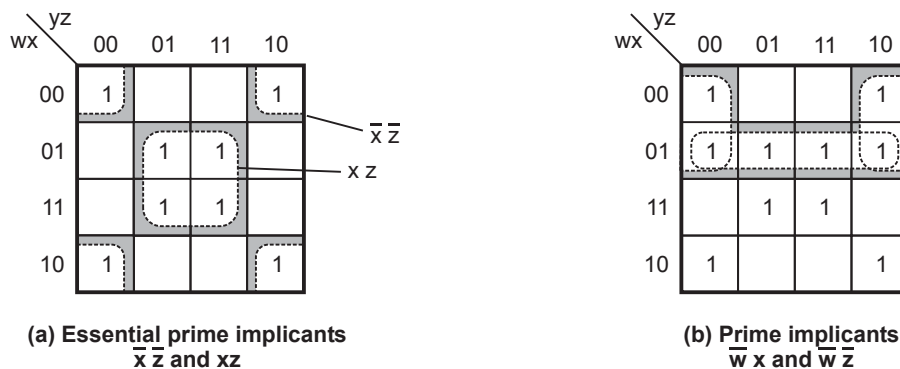 yz
wx 00 01 11 10
00 1 1
x̅ z̅
01 1 1
x z
11 1 1
10 1 1
(a) Essential prime implicants
x̅ z̅ and xz
yz
wx 00 01 11 10
00 1 1
01 1 1 1 1
11 1 1
10 1 1
(b) Prime implicants
w̅ x and w̅ z̅